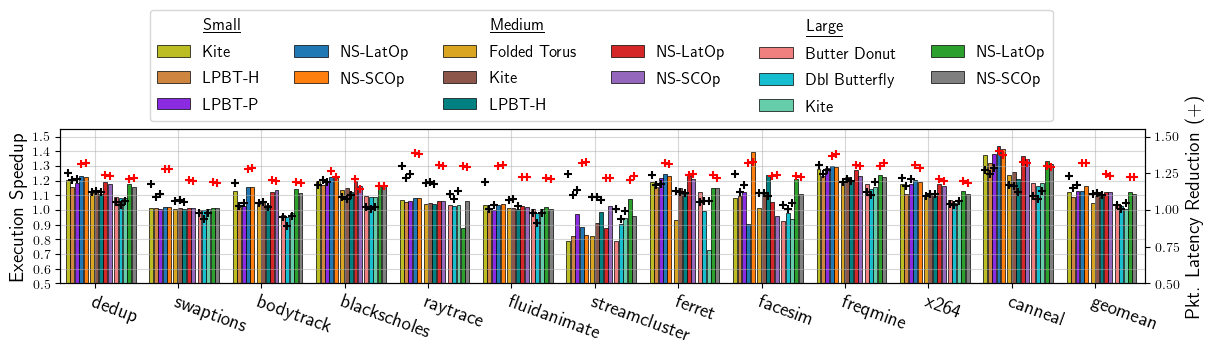 Small
Kite
LPBT-H
LPBT-P
NS-LatOp
NS-SCOp
Medium
Folded Torus
Kite
LPBT-H
NS-LatOp
NS-SCOp
Large
Butter Donut
Dbl Butterfly
Kite
NS-LatOp
NS-SCOp
Execution Speedup
1.5
1.4
1.3
1.2
1.1
1.0
0.9
0.8
0.7
0.6
0.5
Pkt. Latency Reduction (+)
1.50
1.25
1.00
0.75
0.50
dedup
swaptions
bodytrack
blackscholes
raytrace
fluidanimate
streamcluster
ferret
facesim
freqmine
x264
canneal
geomean